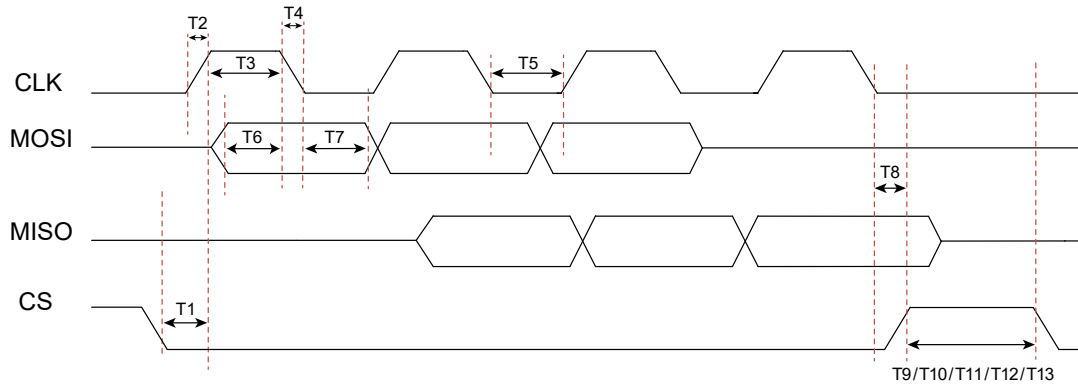 T2
T4
CLK
T3
T5
MOSI
T6
T7
T8
MISO
CS
T1
T9/T10/T11/T12/T13